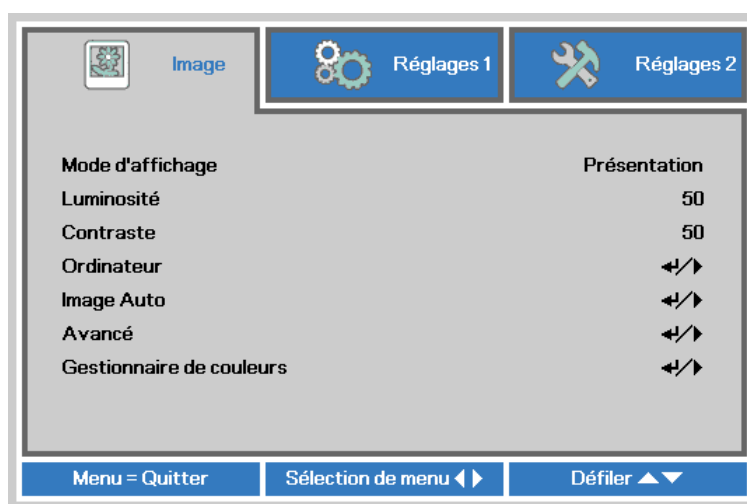 Image Réglages 1 Réglages 2
Mode d'affichage Présentation
Luminosité 50
Contraste 50
Ordinateur
Image Auto
Avancé
Gestionnaire de couleurs
Menu = Quitter Sélection de menu Défiler